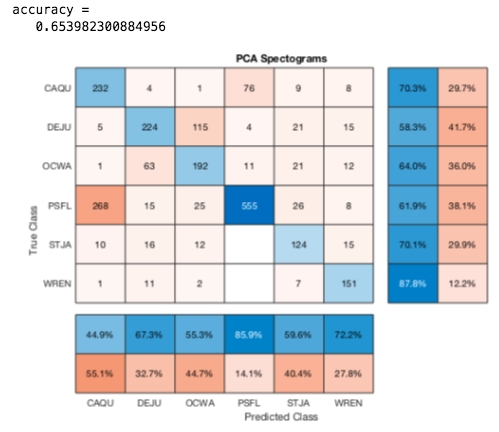 accuracy =
0.653982300884956
PCA Spectograms
CAQU 232 4 1 76 9 8 70.3% 29.7%
DEJU 5 224 115 4 21 15 58.3% 41.7%
OCWA 1 63 192 11 21 12 64.0% 36.0%
PSFL 268 15 25 555 26 8 61.9% 38.1%
STJA 10 16 12 124 15 70.1% 29.9%
WREN 1 11 2 7 151 87.8% 12.2%
True Class
44.9% 67.3% 55.3% 85.9% 59.6% 72.2%
55.1% 32.7% 44.7% 14.1% 40.4% 27.8%
CAQU DEJU OCWA PSFL STJA WREN
Predicted Class